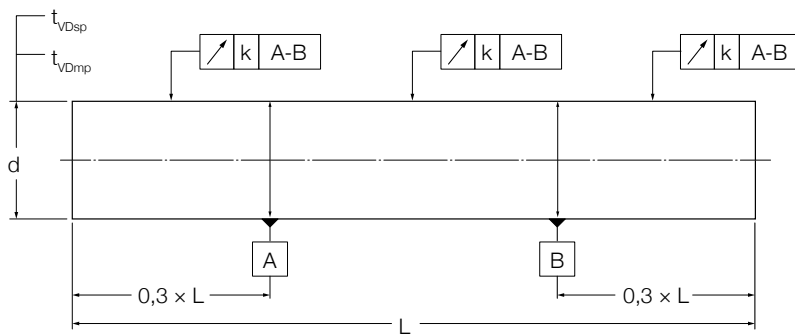 t_VDsp
t_VDmp
k A-B
k A-B
k A-B
d
A
B
0,3 × L
0,3 × L
L